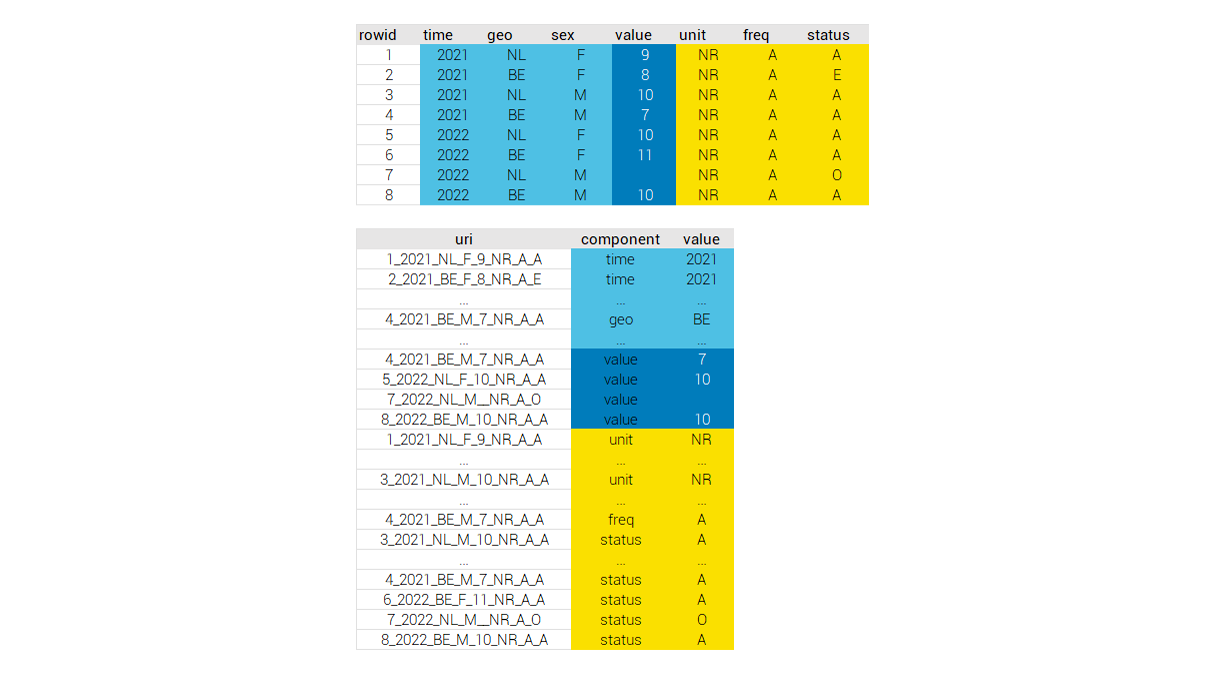 rowid time geo sex value unit freq status
1 2021 NL F 9 NR A A
2 2021 BE F 8 NR A E
3 2021 NL M 10 NR A A
4 2021 BE M 7 NR A A
5 2022 NL F 10 NR A A
6 2022 BE F 11 NR A A
7 2022 NL M NR A O
8 2022 BE M 10 NR A A
uri component value
1_2021_NL_F_9_NR_A_A time 2021
2_2021_BE_F_8_NR_A_E time 2021
... ... ...
4_2021_BE_M_7_NR_A_A geo BE
... ... ...
4_2021_BE_M_7_NR_A_A value 7
5_2022_NL_F_10_NR_A_A value 10
7_2022_NL_M__NR_A_O value
8_2022_BE_M_10_NR_A_A value 10
1_2021_NL_F_9_NR_A_A unit NR
... ... ...
3_2021_NL_M_10_NR_A_A unit NR
... ... ...
4_2021_BE_M_7_NR_A_A freq A
3_2021_NL_M_10_NR_A_A status A
... ... ...
4_2021_BE_M_7_NR_A_A status A
6_2022_BE_F_11_NR_A_A status A
7_2022_NL_M__NR_A_O status O
8_2022_BE_M_10_NR_A_A status A